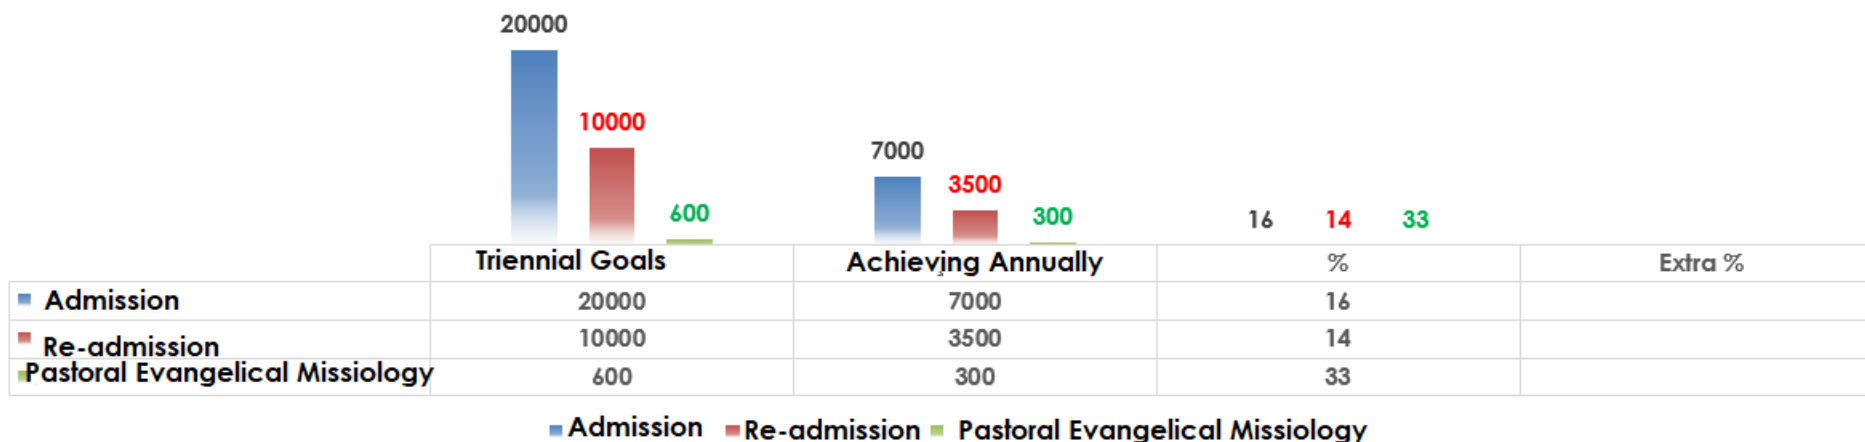 20000
10000
7000
3500
600
300
16 14 33
Triennial Goals Achieving Annually % Extra %
Admission 20000 7000 16
Re-admission 10000 3500 14
Pastoral Evangelical Missiology 600 300 33
Admission Re-admission Pastoral Evangelical Missiology